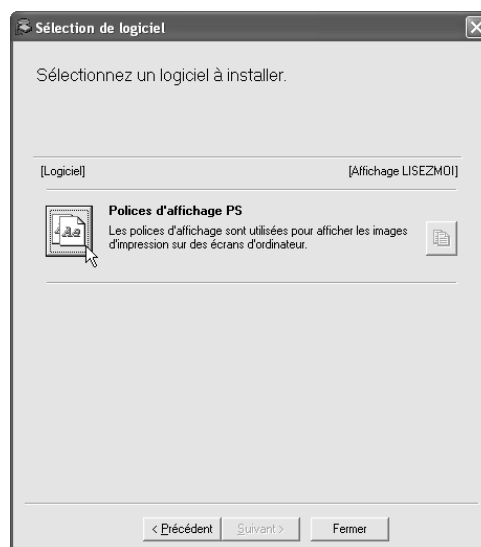 Sélection de logiciel
Sélectionnez un logiciel à installer.
[Logiciel] [Affichage LISEZMOI]
Polices d'affichage PS
Les polices d'affichage sont utilisées pour afficher les images
d'impression sur des écrans d'ordinateur.
< Précédent Suivant > Fermer